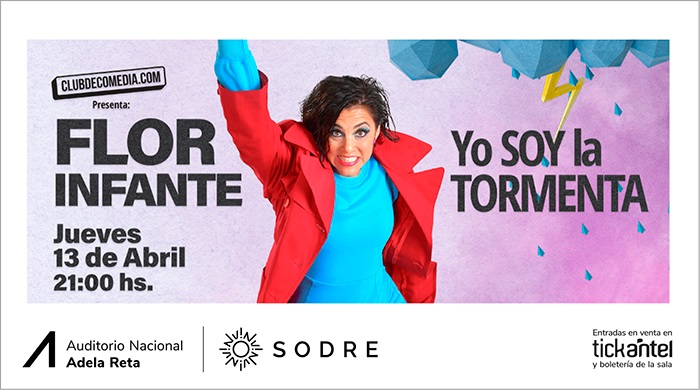 CLUBDECOMEDIA.COM
Presenta:
FLOR
INFANTE
Jueves
13 de Abril
21:00 hs.
Yo SOY la
TORMENTA
Auditorio Nacional
Adela Reta
SODRE
Entradas en venta en
tickantel
y boletería de la sala